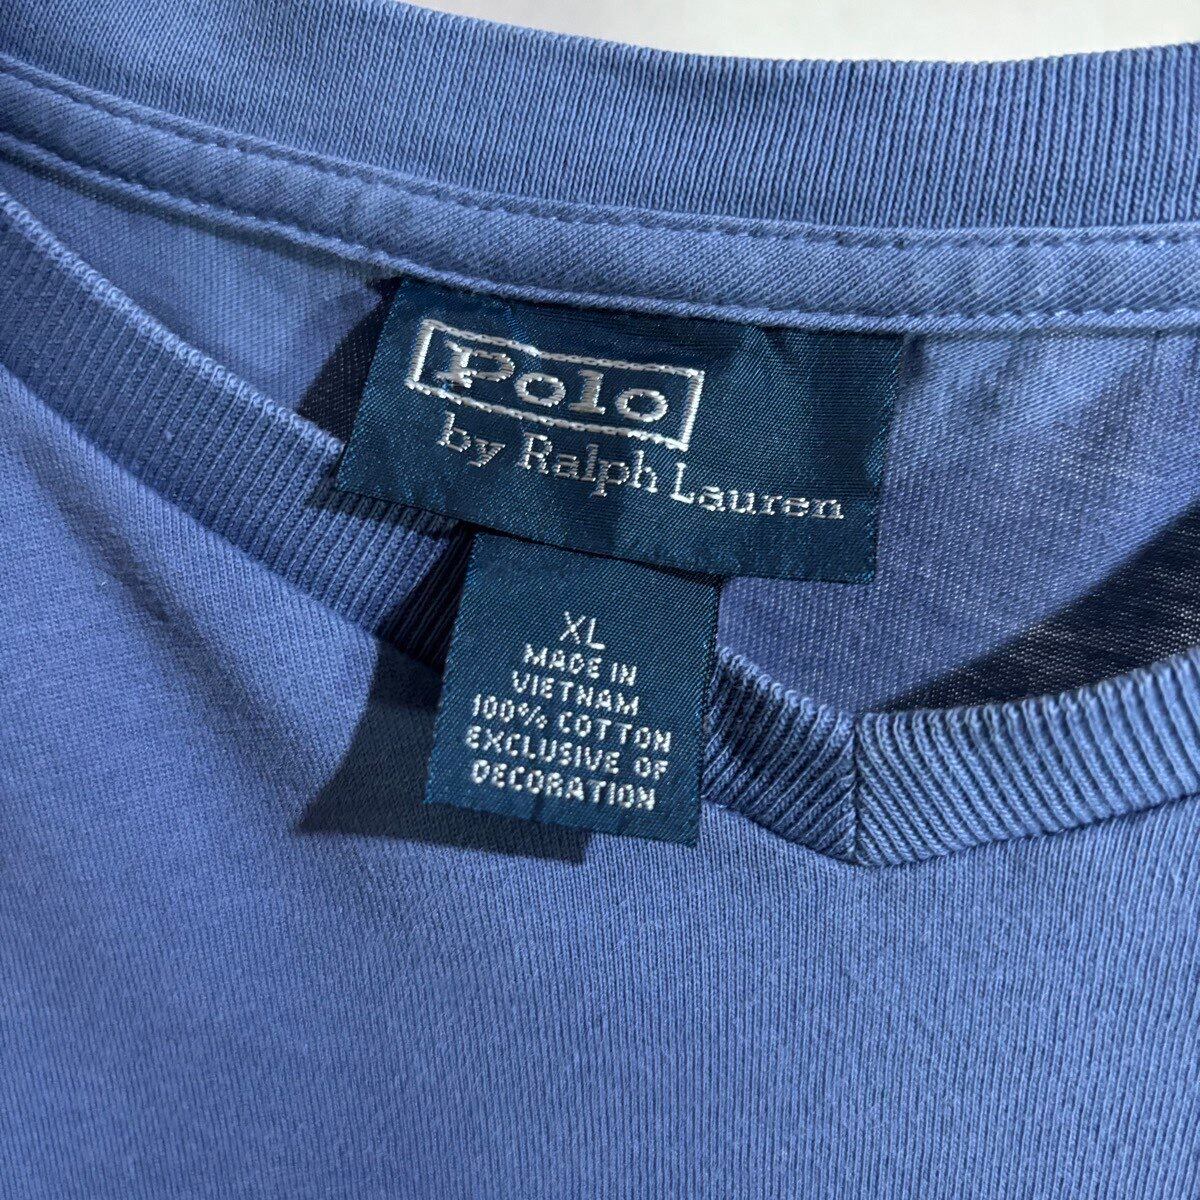 Polo
by Ralph Lauren
XL
MADE IN
VIETNAM
100% COTTON
EXCLUSIVE OF
DECORATION